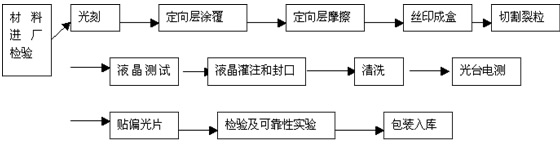 材料
进厂
检验
光刻
定向层涂覆
定向层摩擦
丝印成盒
切割裂粒
液晶测试
液晶灌注和封口
清洗
光台电测
贴偏光片
检验及可靠性实验
包装入库